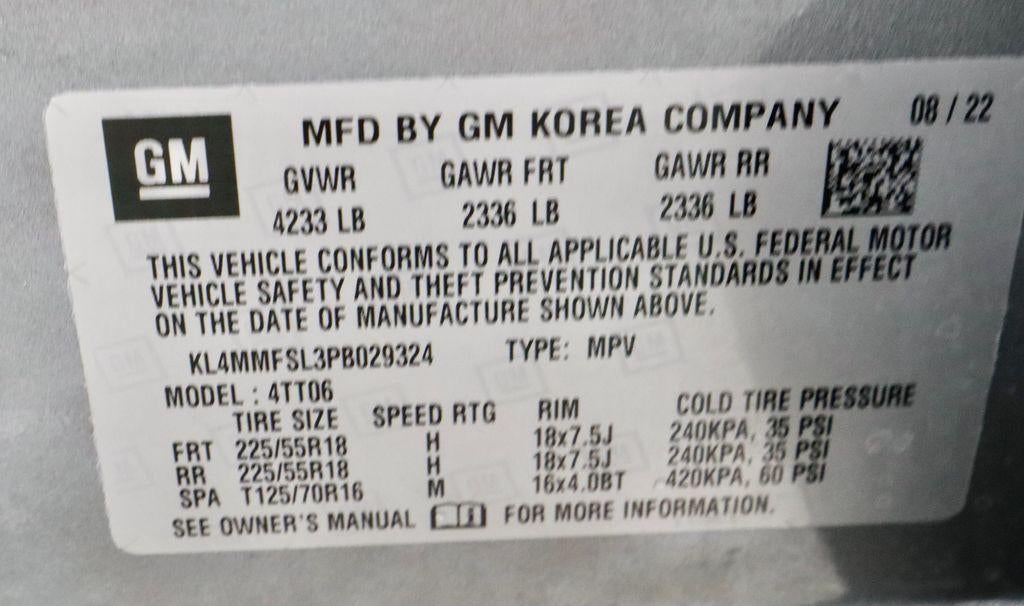 GM
MFD BY GM KOREA COMPANY 08 / 22
GVWR GAWR FRT GAWR RR
4233 LB 2336 LB 2336 LB
THIS VEHICLE CONFORMS TO ALL APPLICABLE U.S. FEDERAL MOTOR
VEHICLE SAFETY AND THEFT PREVENTION STANDARDS IN EFFECT
ON THE DATE OF MANUFACTURE SHOWN ABOVE.
KL4MMFSL3PB029324 TYPE: MPV
MODEL : 4TT06
TIRE SIZE SPEED RTG RIM COLD TIRE PRESSURE
FRT 225/55R18 H 18x7.5J 240KPA, 35 PSI
RR 225/55R18 H 18x7.5J 240KPA, 35 PSI
SPA T125/70R16 M 16x4.0BT 420KPA, 60 PSI
SEE OWNER'S MANUAL FOR MORE INFORMATION.